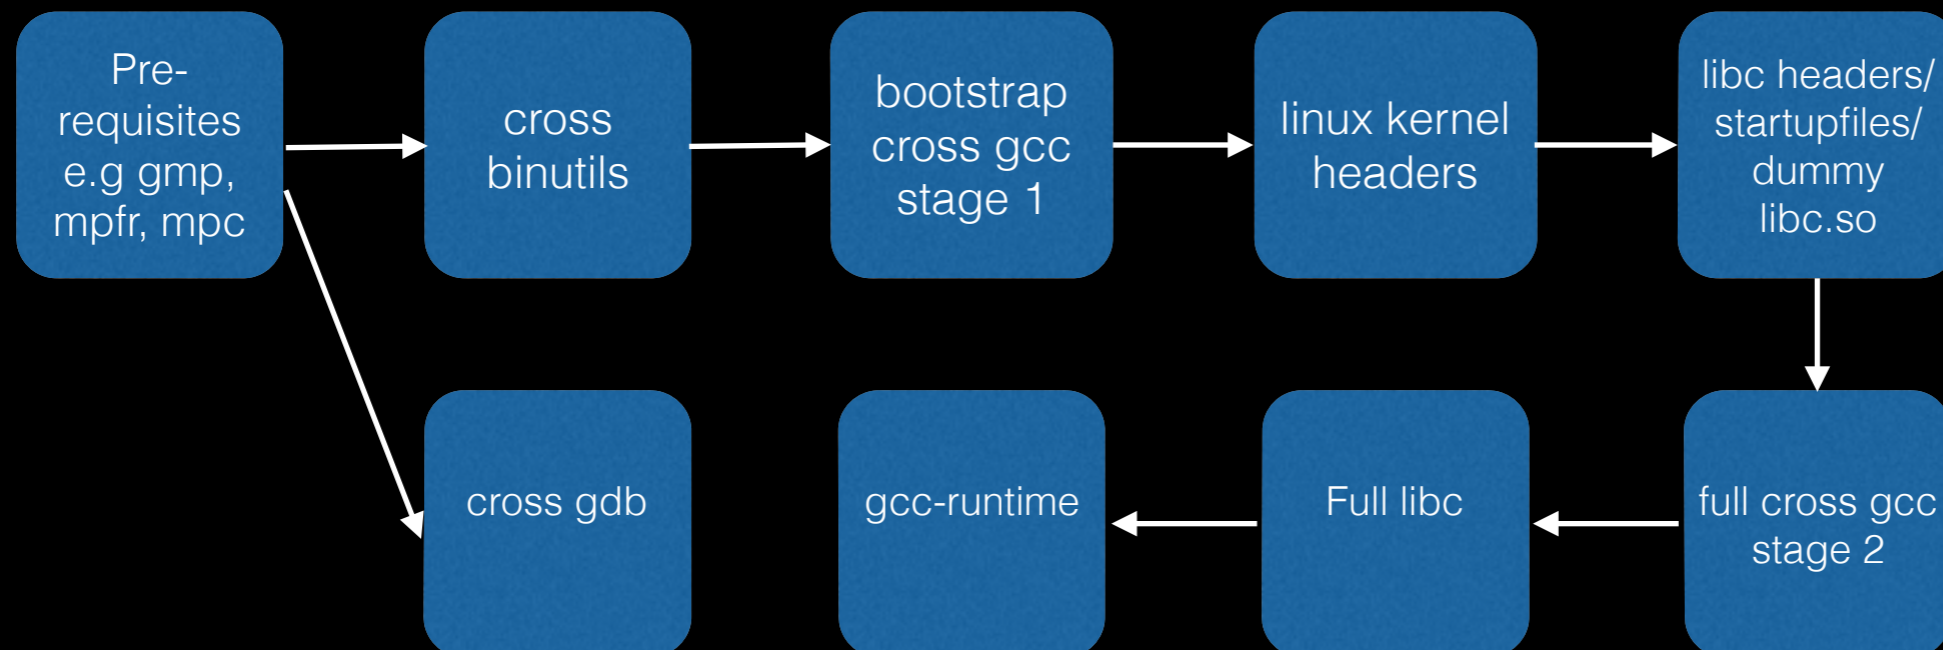 Pre-
requisites
e.g gmp,
mpfr, mpc
cross
binutils
bootstrap
cross gcc
stage 1
linux kernel
headers
libc headers/
startupfiles/
dummy
libc.so
cross gdb
gcc-runtime
Full libc
full cross gcc
stage 2